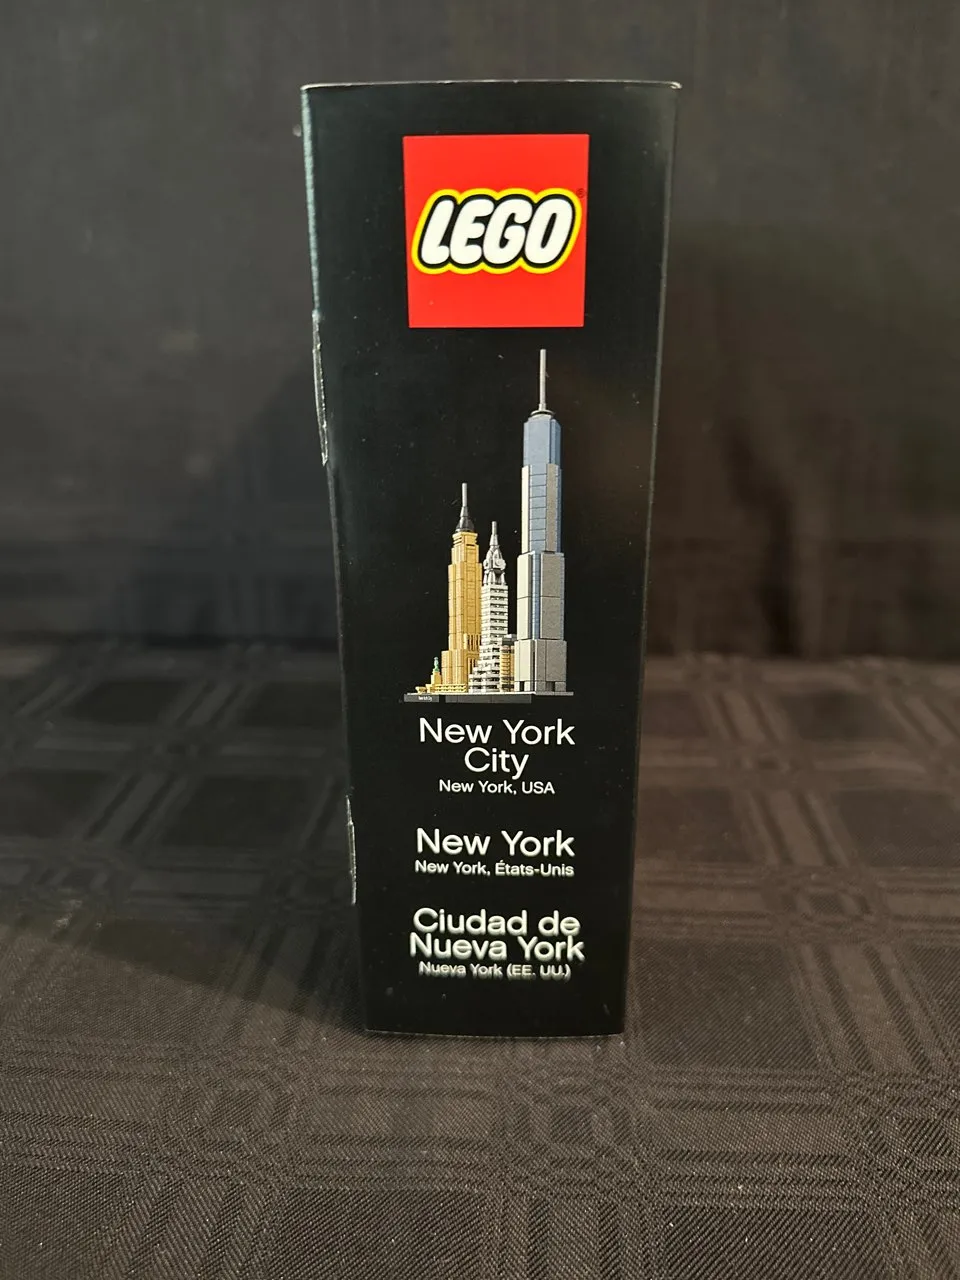 LEGO
New York
City
New York, USA
New York
New York, États-Unis
Ciudad de
Nueva York
Nueva York (EE. UU.)